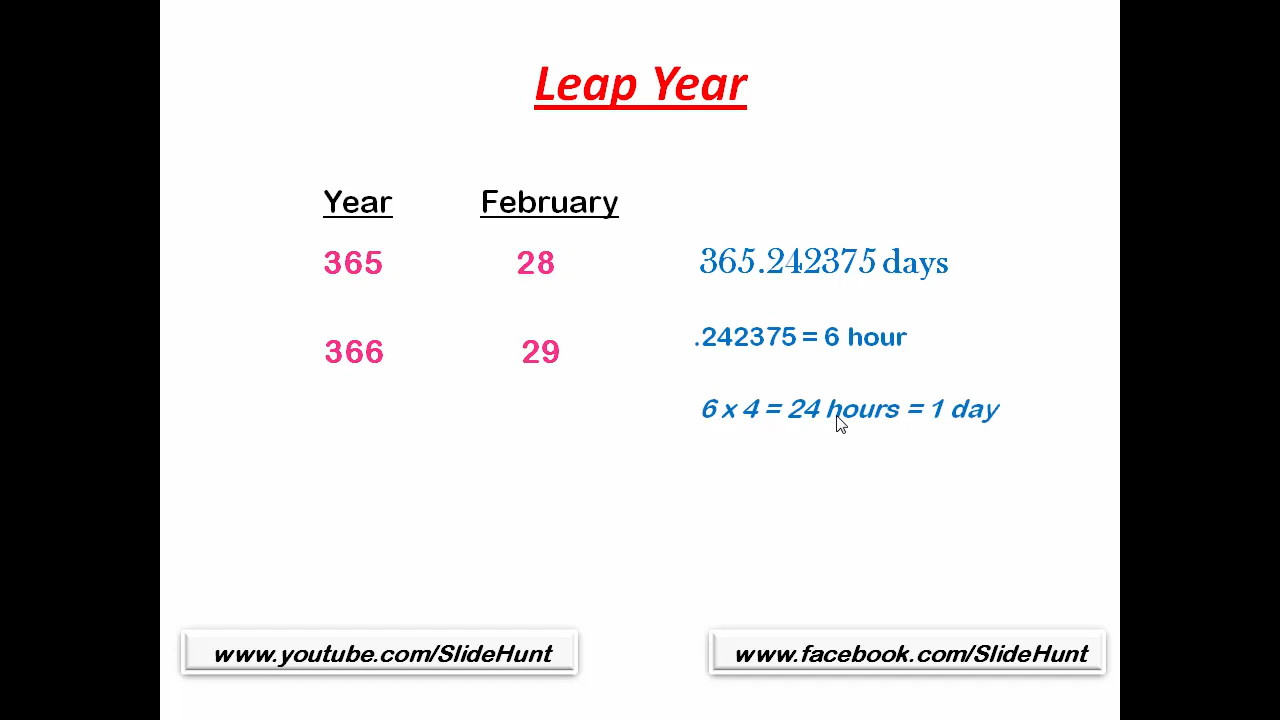 Leap Year
Year February
365 28 365.242375 days
.242375 = 6 hour
366 29
6 x 4 = 24 hours = 1 day
www.youtube.com/SlideHunt www.facebook.com/SlideHunt